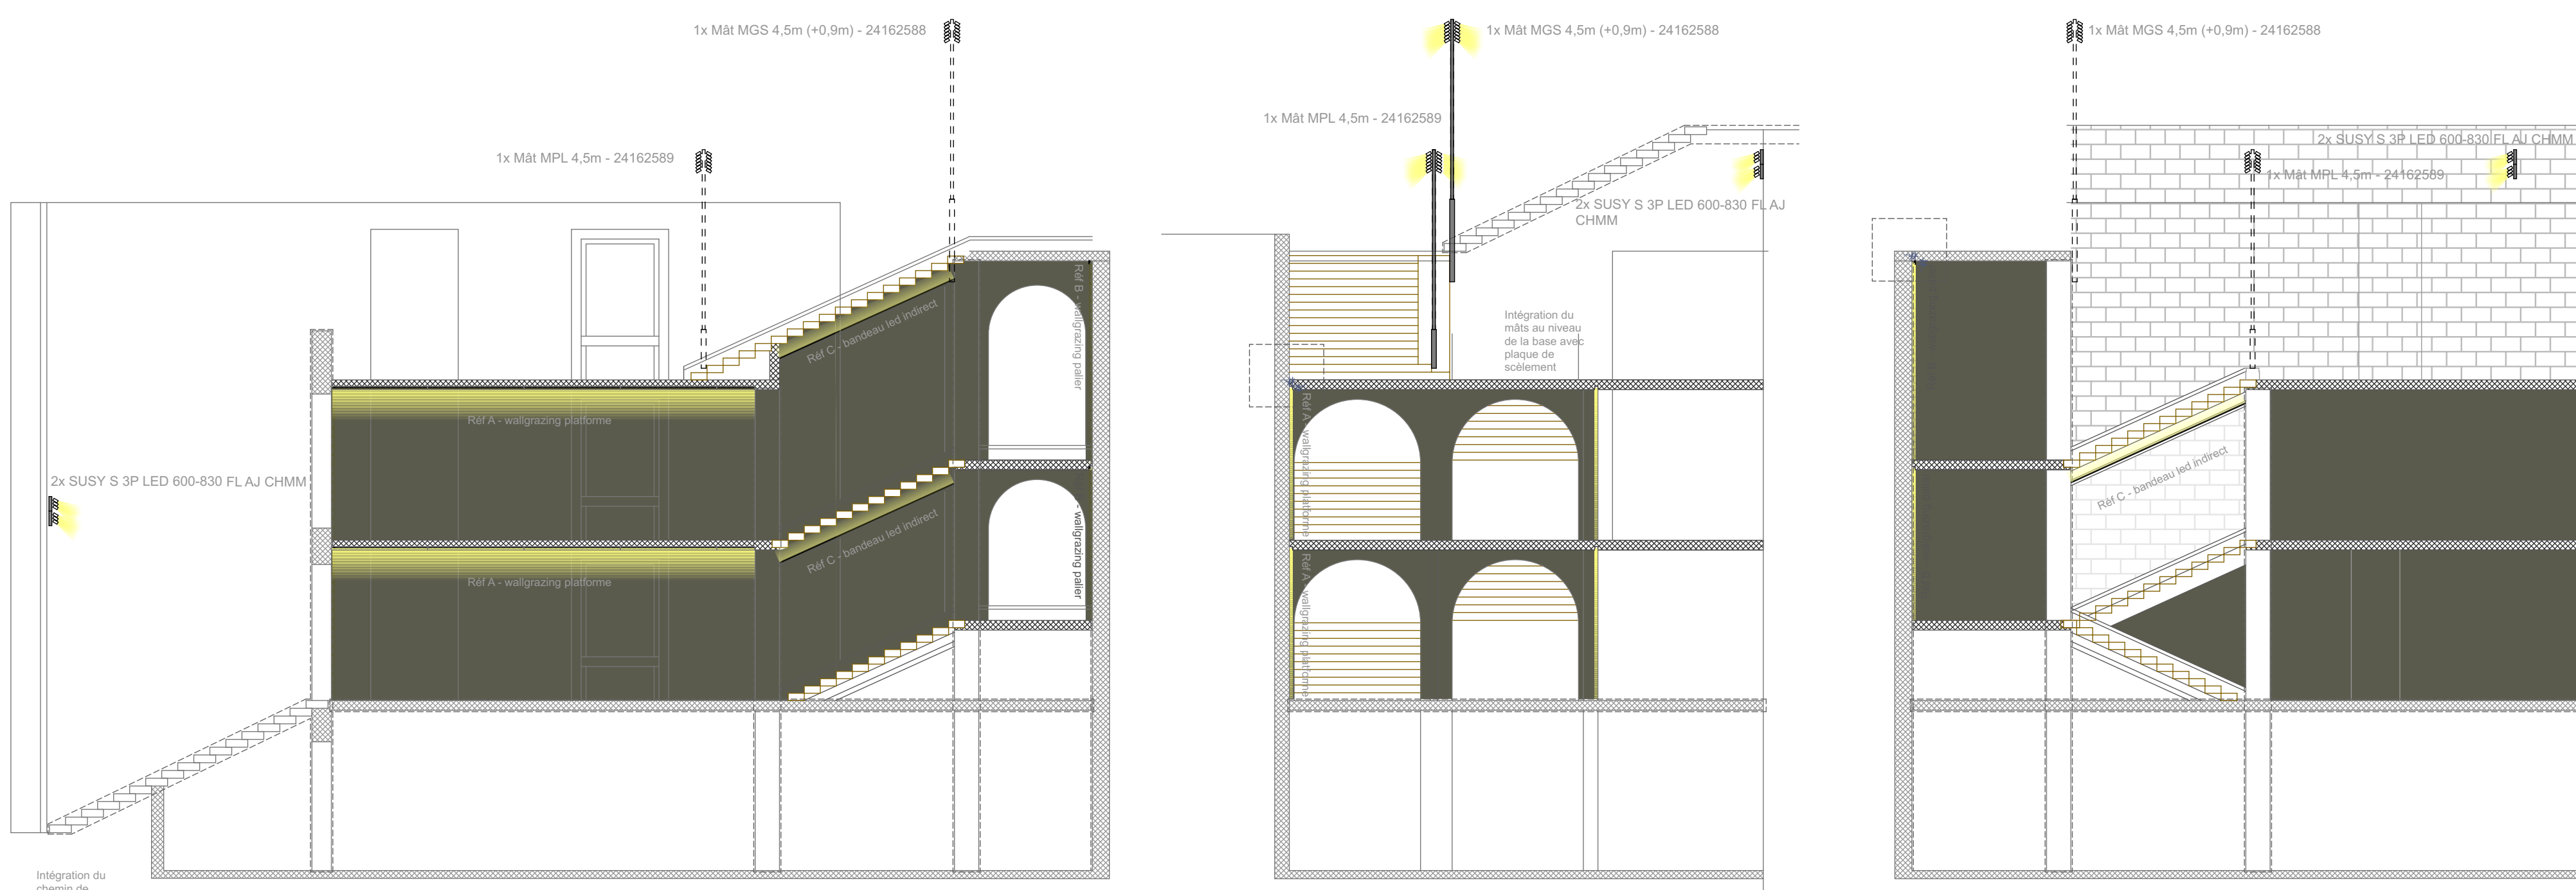 1x Mât MGS 4,5m (+0,9m) - 24162588
1x Mât MPL 4,5m - 24162589
Réf B - wallgrazing palier
Réf C - bandeau led indirect
Réf A - wallgrazing platforme
2x SUSY S 3P LED 600-830 FL AJ CHMM
Réf C - bandeau led indirect
- wallgrazing palier
Réf A - wallgrazing platforme
Intégration du
chemin de
1x Mât MGS 4,5m (+0,9m) - 24162588
1x Mât MPL 4,5m - 24162589
2x SUSY S 3P LED 600-830 FL AJ
CHMM
Intégration du
mâts au niveau
de la base avec
plaque de
scèlement
Réf A - wallgrazing platforme
Réf A - wallgrazing platforme
1x Mât MGS 4,5m (+0,9m) - 24162588
2x SUSY S 3P LED 600-830 FL AJ CHMM
1x Mât MPL 4,5m - 24162589
Réf C - bandeau led indirect